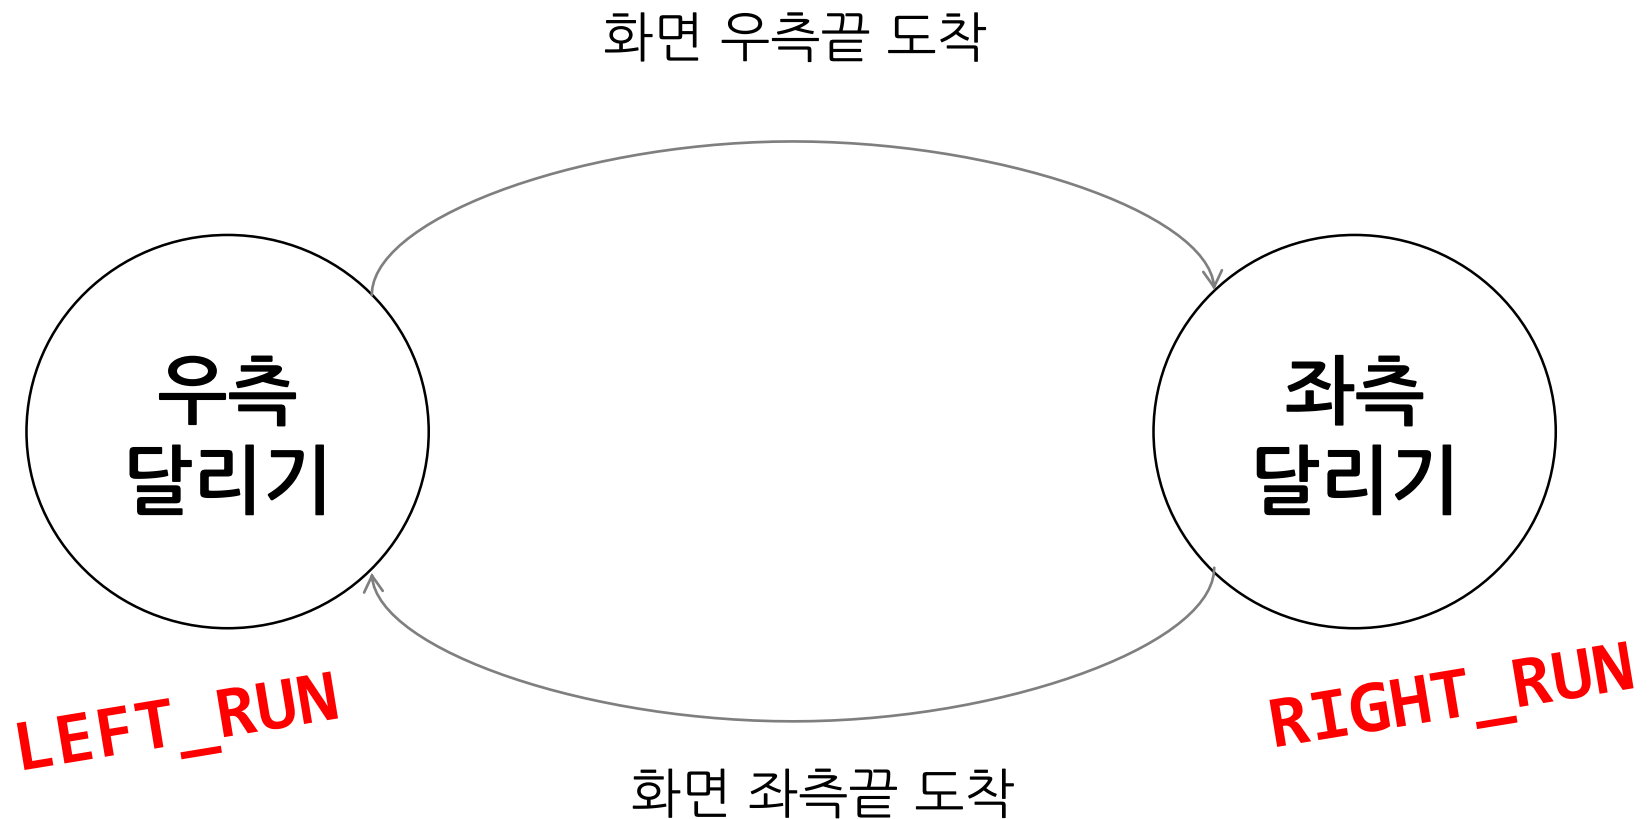 화면 우측끝 도착
우측
달리기
좌측
달리기
LEFT_RUN
RIGHT_RUN
화면 좌측끝 도착